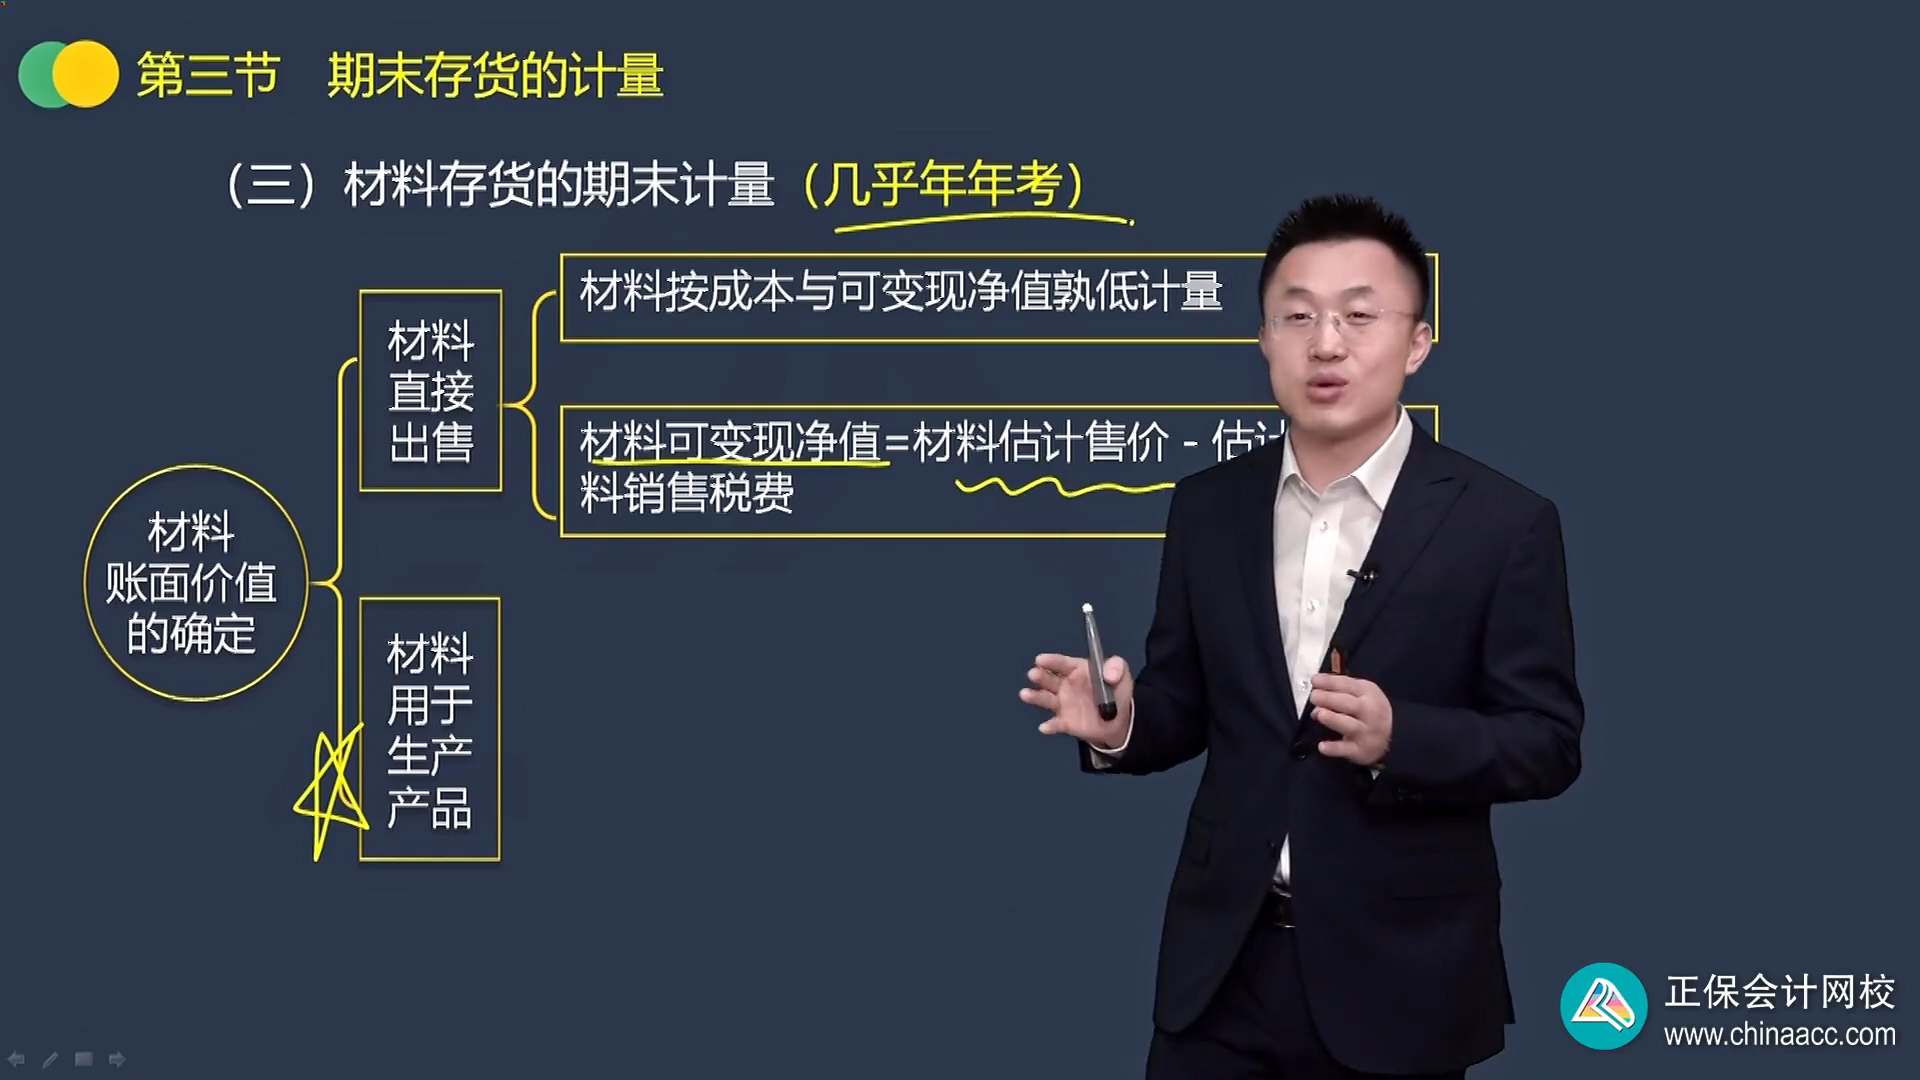 第三节 期末存货的计量
（三）材料存货的期末计量（几乎年年考）
材料按成本与可变现净值孰低计量
材料
直接
出售
材料可变现净值=材料估计售价－估
料销售税费
材料
账面价值
的确定
材料
用于
生产
产品
正保会计网校
www.chinaacc.com